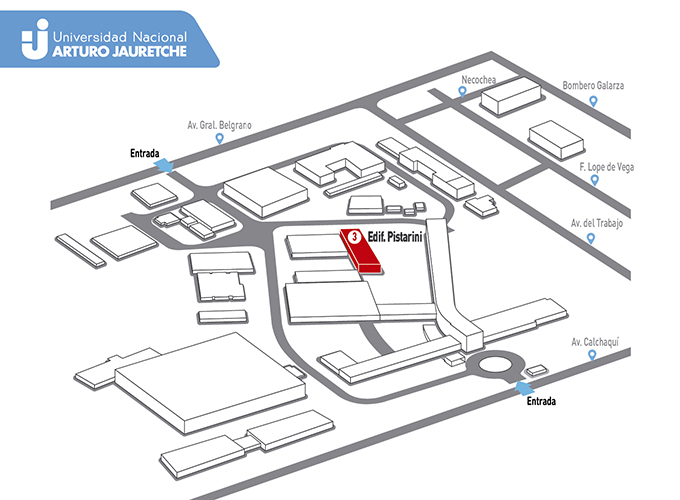 Universidad Nacional
ARTURO JAURETCHE
Necochea
Bombero Galarza
Av. Gral. Belgrano
Entrada
F. Lope de Vega
Av. del Trabajo
3 Edif. Pistarini
Av. Calchaquí
Entrada